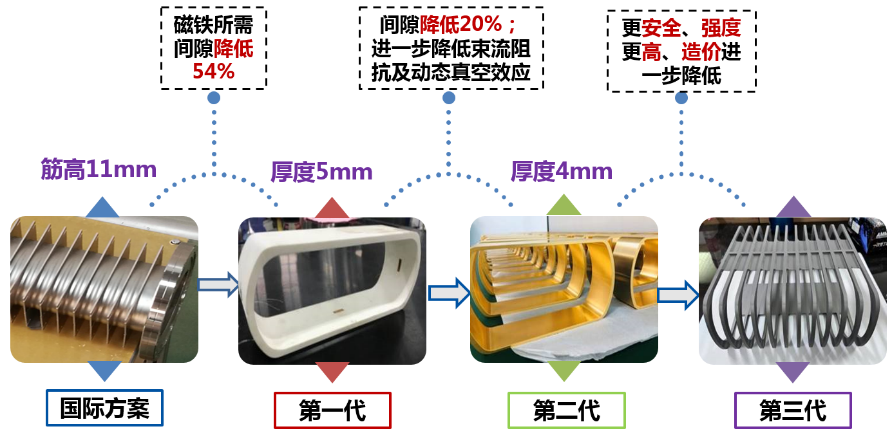 磁铁所需
间隙降低
54%
间隙降低20%；
进一步降低束流阻
抗及动态真空效应
更安全、强度
更高、造价进
一步降低
筋高11mm
厚度5mm
厚度4mm
国际方案
第一代
第二代
第三代